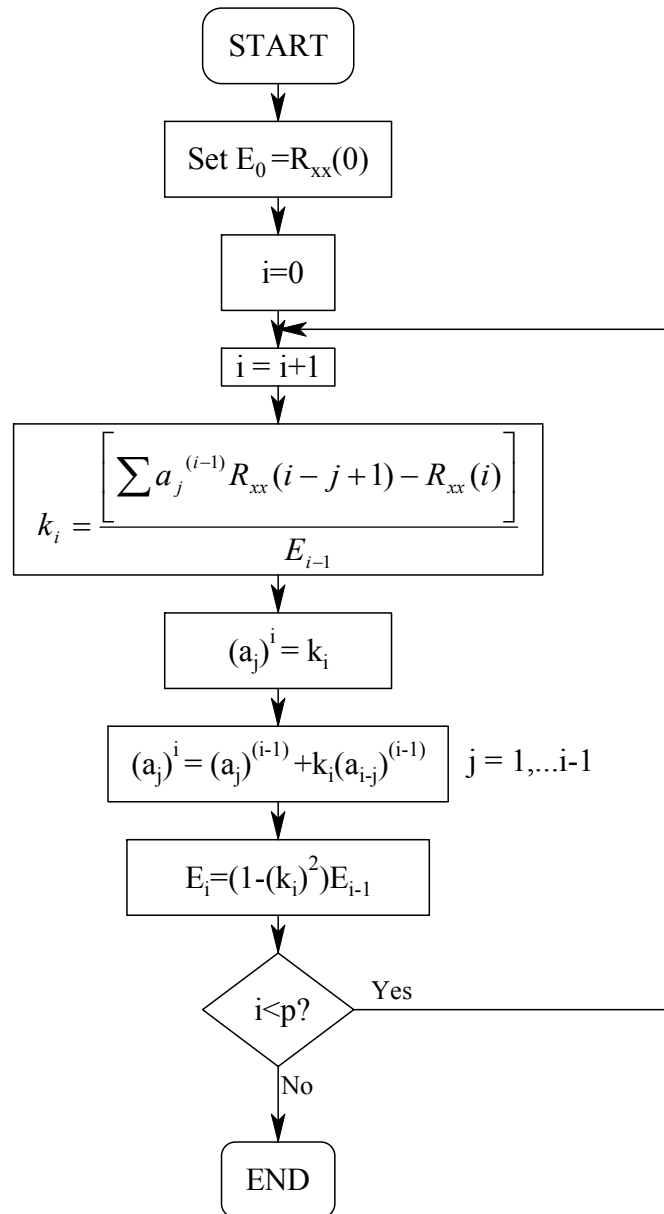 START
Set E₀ =Rₓₓ(0)
i=0
i = i+1
kᵢ = [∑ aⱼ⁽ⁱ⁻¹⁾ Rₓₓ(i − j + 1) − Rₓₓ(i)] / Eᵢ₋₁
(aⱼ)ⁱ = kᵢ
(aⱼ)ⁱ = (aⱼ)⁽ⁱ⁻¹⁾ +kᵢ(aᵢ₋ⱼ)⁽ⁱ⁻¹⁾ j = 1,...i-1
Eᵢ=(1-(kᵢ)²)Eᵢ₋₁
i<p?
Yes
No
END